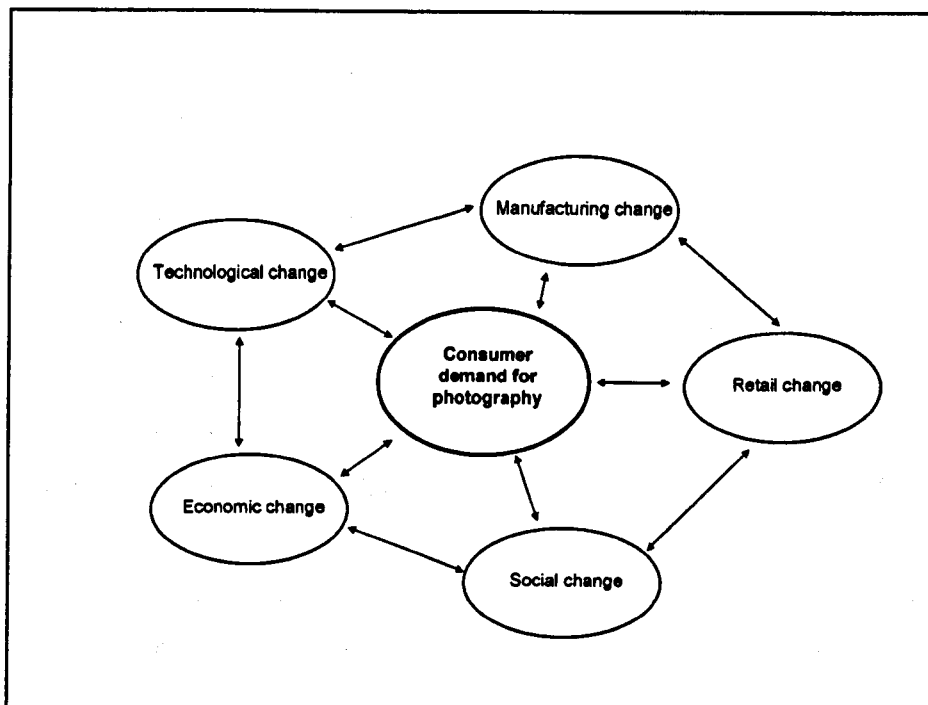 Manufacturing change
Technological change
Consumer
demand for
photography
Retail change
Economic change
Social change